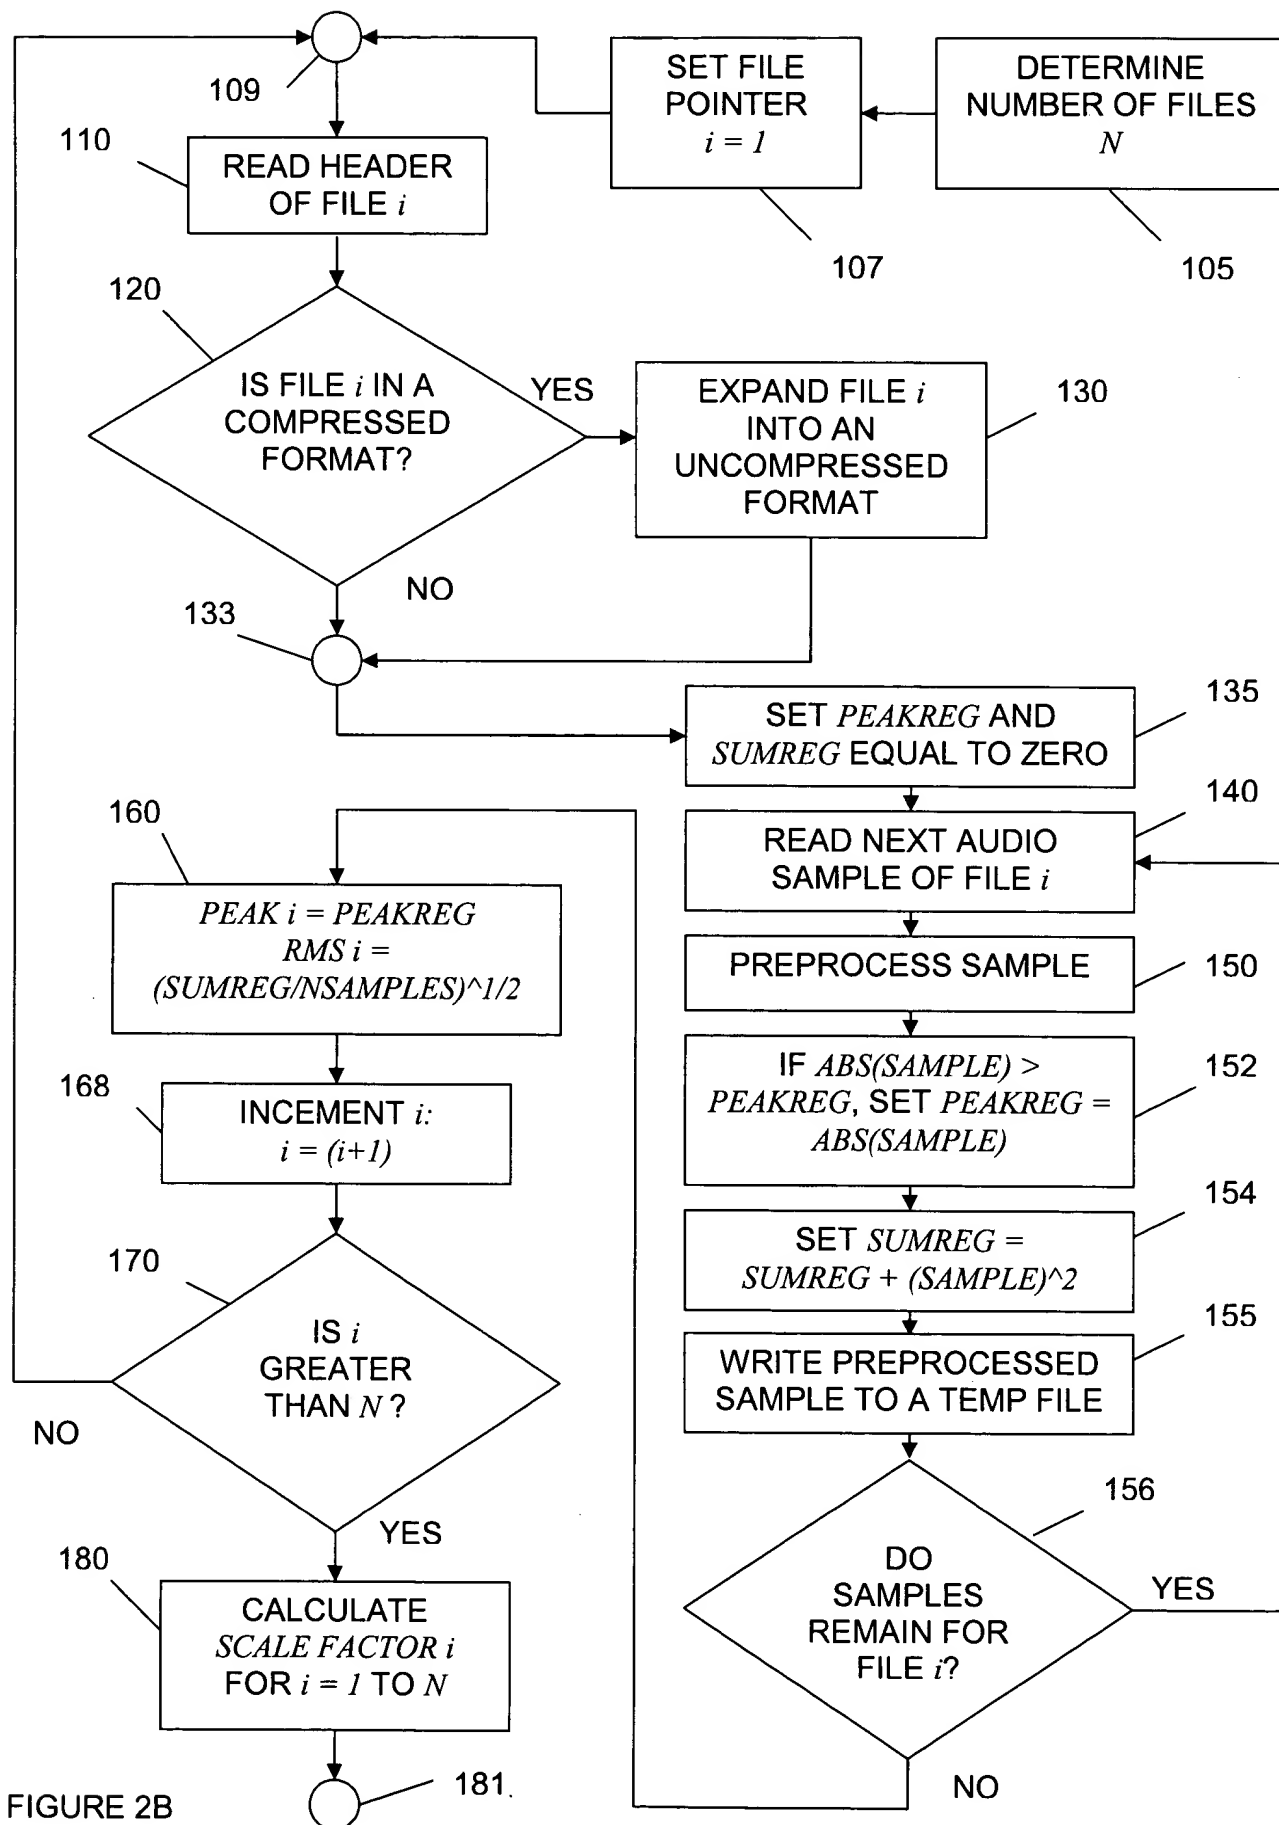 DETERMINE
NUMBER OF FILES
N
105
SET FILE
POINTER
i = 1
107
109
110
READ HEADER
OF FILE i
120
IS FILE i IN A
COMPRESSED
FORMAT?
YES
NO
EXPAND FILE i
INTO AN
UNCOMPRESSED
FORMAT
130
133
135
SET PEAKREG AND
SUMREG EQUAL TO ZERO
140
READ NEXT AUDIO
SAMPLE OF FILE i
PREPROCESS SAMPLE
150
IF ABS(SAMPLE) >
PEAKREG, SET PEAKREG =
ABS(SAMPLE)
152
154
SET SUMREG =
SUMREG + (SAMPLE)^2
155
WRITE PREPROCESSED
SAMPLE TO A TEMP FILE
156
DO
SAMPLES
REMAIN FOR
FILE i?
YES
NO
160
PEAK i = PEAKREG
RMS i =
(SUMREG/NSAMPLES)^1/2
168
INCEMENT i:
i = (i+1)
170
IS i
GREATER
THAN N ?
NO
YES
180
CALCULATE
SCALE FACTOR i
FOR i = 1 TO N
181.
FIGURE 2B